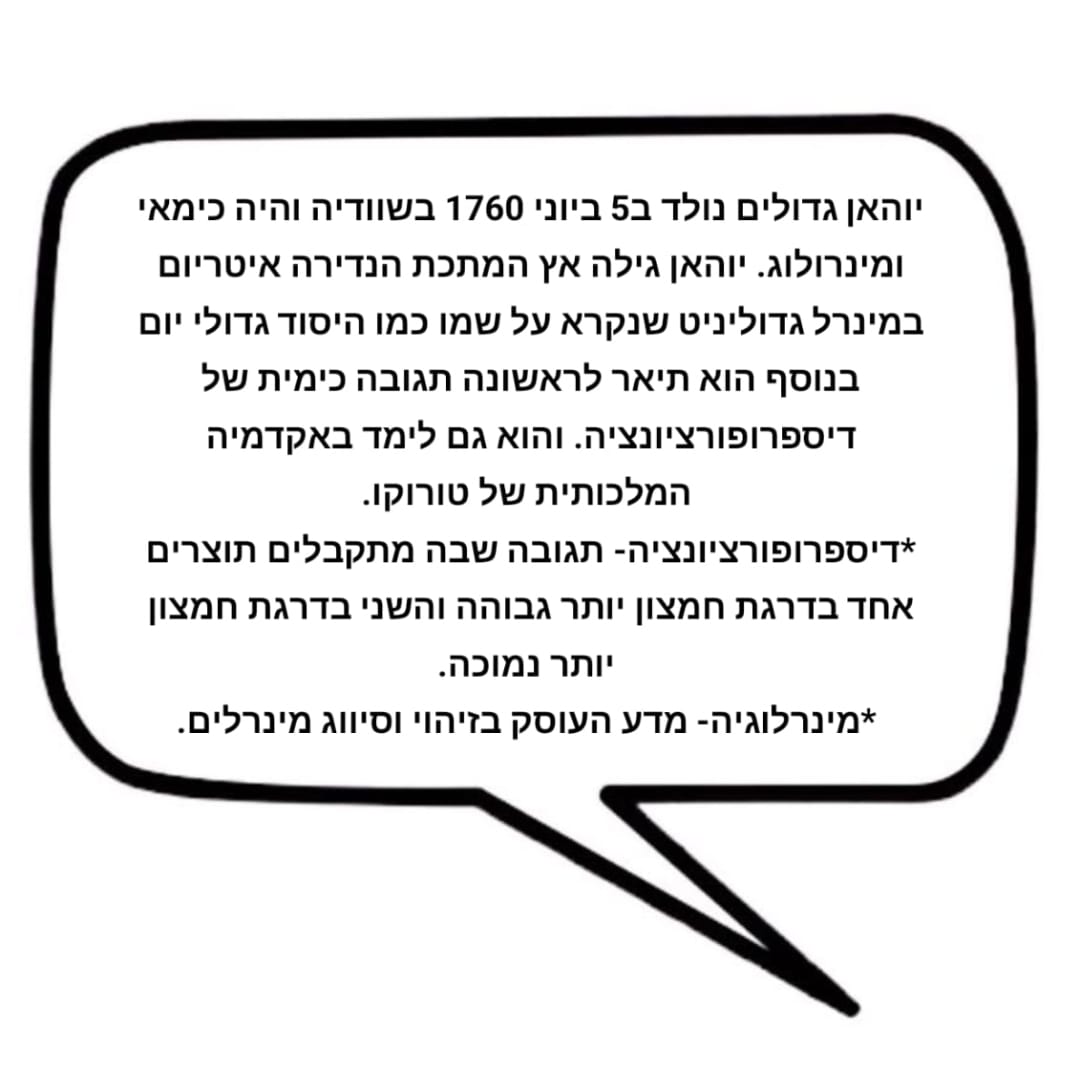 יוהאן גדולים נולד ב5 ביוני 1760 בשוודיה והיה כימאי
ומינרולוג. יוהאן גילה אץ המתכת הנדירה איטריום
במינרל גדוליניט שנקרא על שמו כמו היסוד גדולי יום
בנוסף הוא תיאר לראשונה תגובה כימית של
דיספרופורציונציה. והוא גם לימד באקדמיה
המלכותית של טורוקו.
*דיספרופורציונציה- תגובה שבה מתקבלים תוצרים
אחד בדרגת חמצון יותר גבוהה והשני בדרגת חמצון
יותר נמוכה.
*מינרלוגיה- מדע העוסק בזיהוי וסיווג מינרלים.